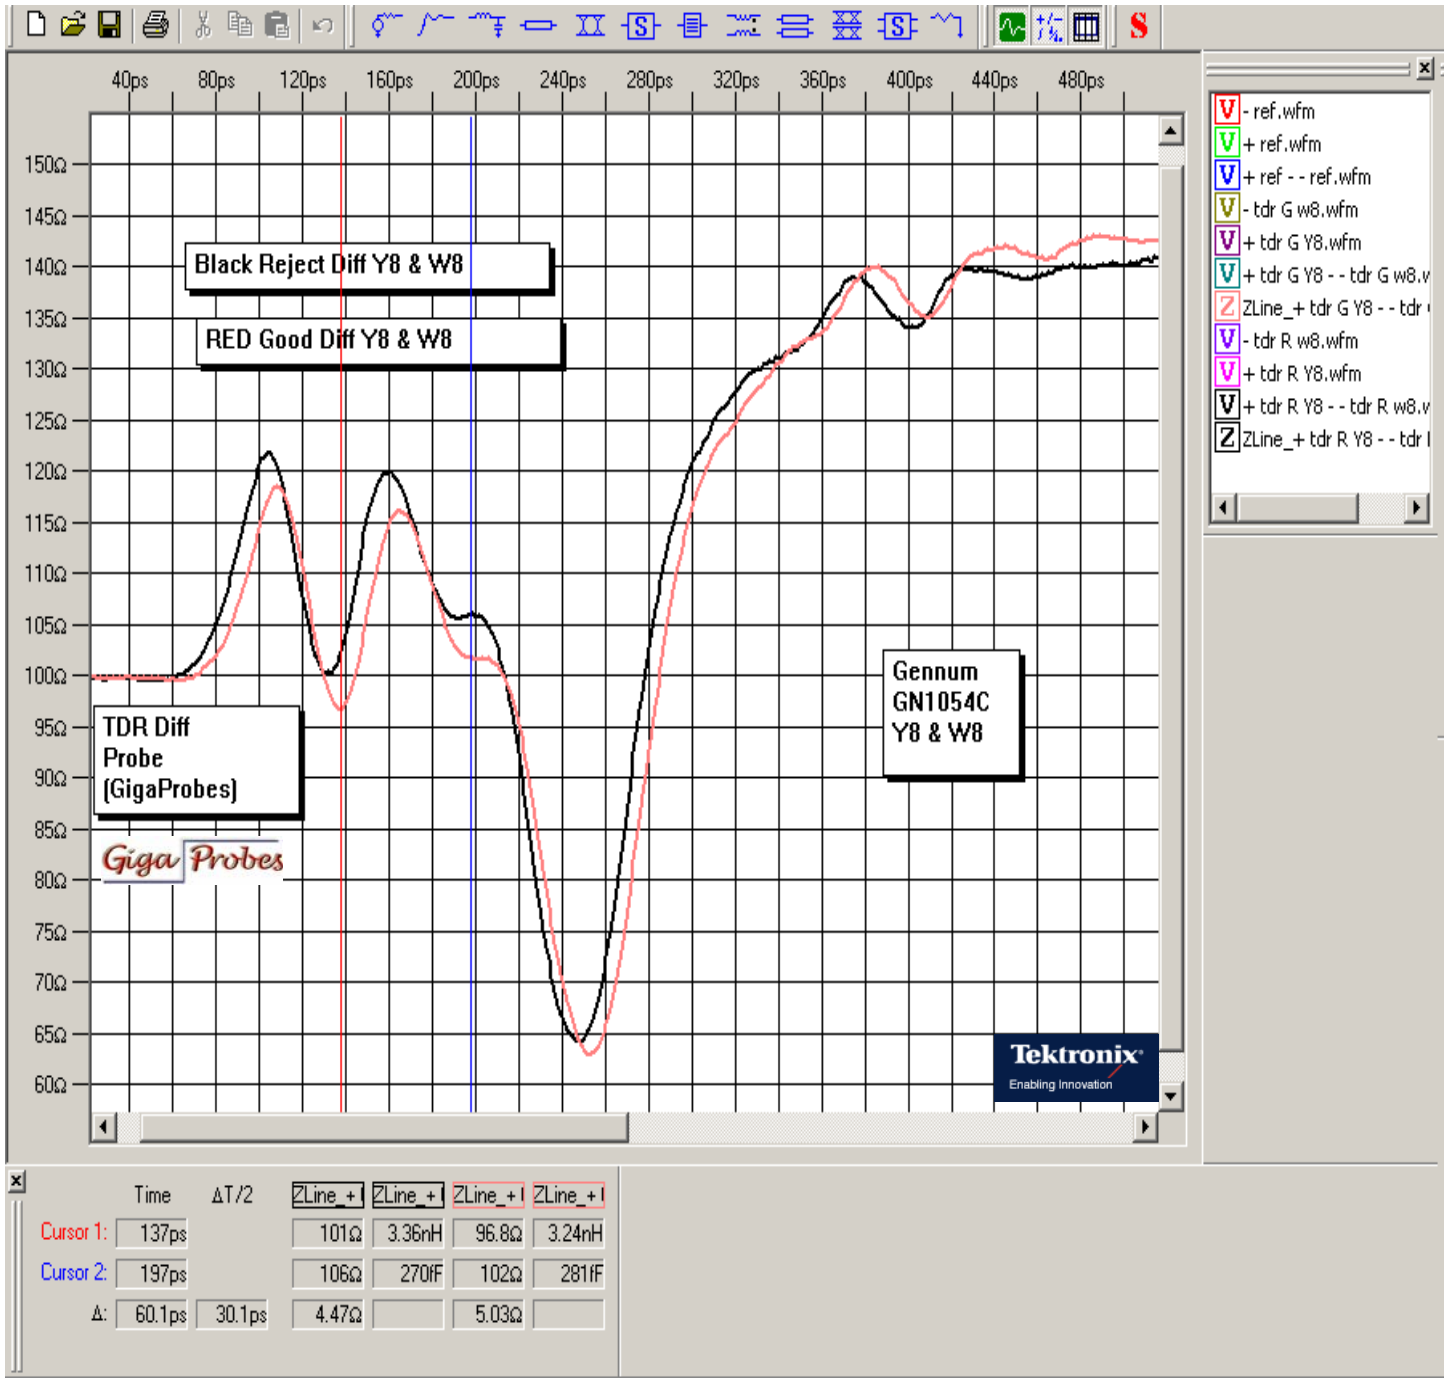 S S S
40ps 80ps 120ps 160ps 200ps 240ps 280ps 320ps 360ps 400ps 440ps 480ps
150Ω
145Ω
140Ω
135Ω
130Ω
125Ω
120Ω
115Ω
110Ω
105Ω
100Ω
95Ω
90Ω
85Ω
80Ω
75Ω
70Ω
65Ω
60Ω
Black Reject Diff Y8 & W8
RED Good Diff Y8 & W8
TDR Diff
Probe
(GigaProbes)
Giga Probes
Gennum
GN1054C
Y8 & W8
Tektronix
Enabling Innovation
V - ref.wfm
V + ref.wfm
V + ref - - ref.wfm
V - tdr G w8.wfm
V + tdr G Y8.wfm
V + tdr G Y8 - - tdr G w8.w
Z ZLine_+ tdr G Y8 - - tdr
V - tdr R w8.wfm
V + tdr R Y8.wfm
V + tdr R Y8 - - tdr R w8.w
Z ZLine_+ tdr R Y8 - - tdr
Time ΔT/2 ZLine_+ ZLine_+ ZLine_+ ZLine_+
Cursor 1: 137ps 101Ω 3.36nH 96.8Ω 3.24nH
Cursor 2: 197ps 106Ω 270fF 102Ω 281fF
Δ: 60.1ps 30.1ps 4.47Ω 5.03Ω